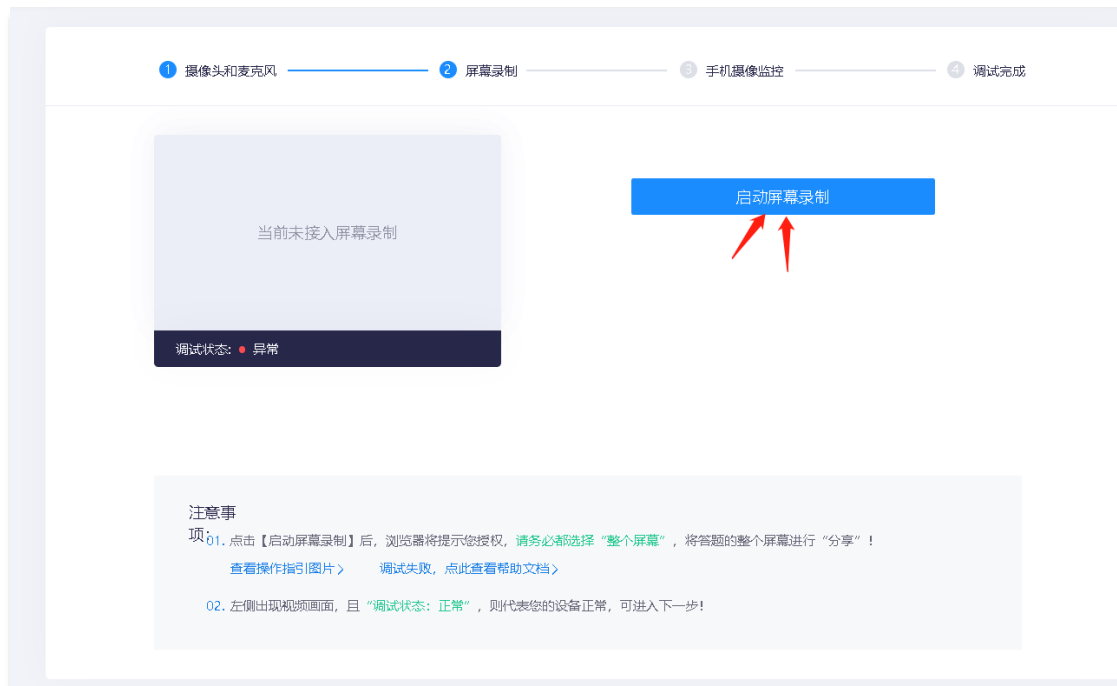 1 摄像头和麦克风 2 屏幕录制 3 手机摄像监控 4 调试完成
当前未接入屏幕录制
启动屏幕录制
调试状态: 异常
注意事
项:
01. 点击【启动屏幕录制】后，浏览器将提示您授权，请务必都选择“整个屏幕”，将答题的整个屏幕进行“分享”！
查看操作指引图片> 调试失败，点此查看帮助文档>
02. 左侧出现视频画面，且“调试状态：正常”，则代表您的设备正常，可进入下一步!